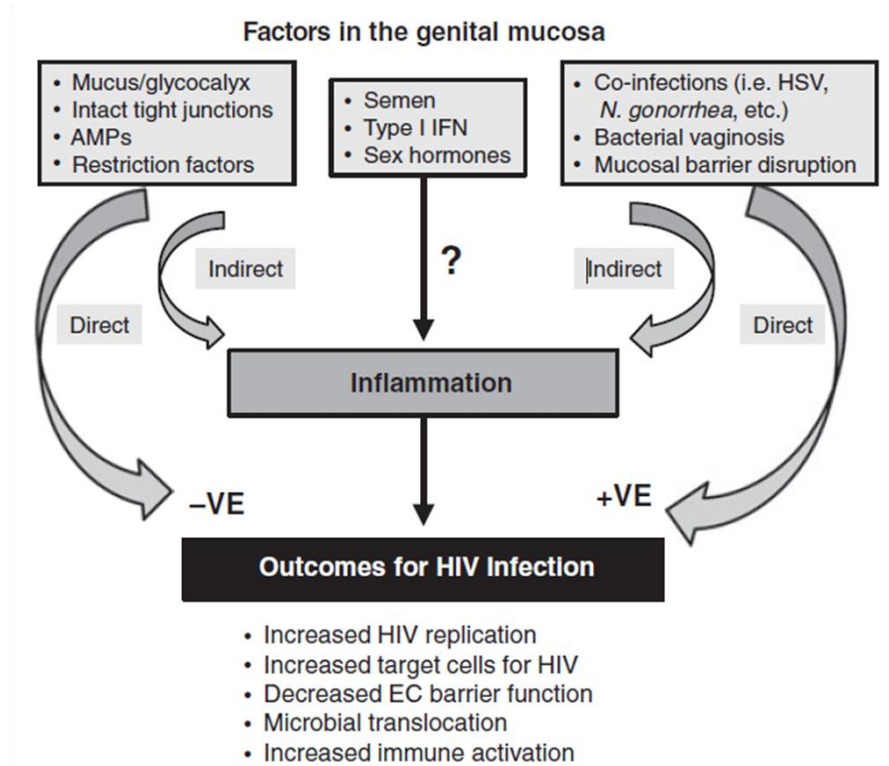 Factors in the genital mucosa
• Mucus/glycocalyx
• Intact tight junctions
• AMPs
• Restriction factors
• Semen
• Type I IFN
• Sex hormones
• Co-infections (i.e. HSV,
N. gonorrhea, etc.)
• Bacterial vaginosis
• Mucosal barrier disruption
Indirect
?
Indirect
Direct
Direct
Inflammation
–VE
+VE
Outcomes for HIV Infection
• Increased HIV replication
• Increased target cells for HIV
• Decreased EC barrier function
• Microbial translocation
• Increased immune activation